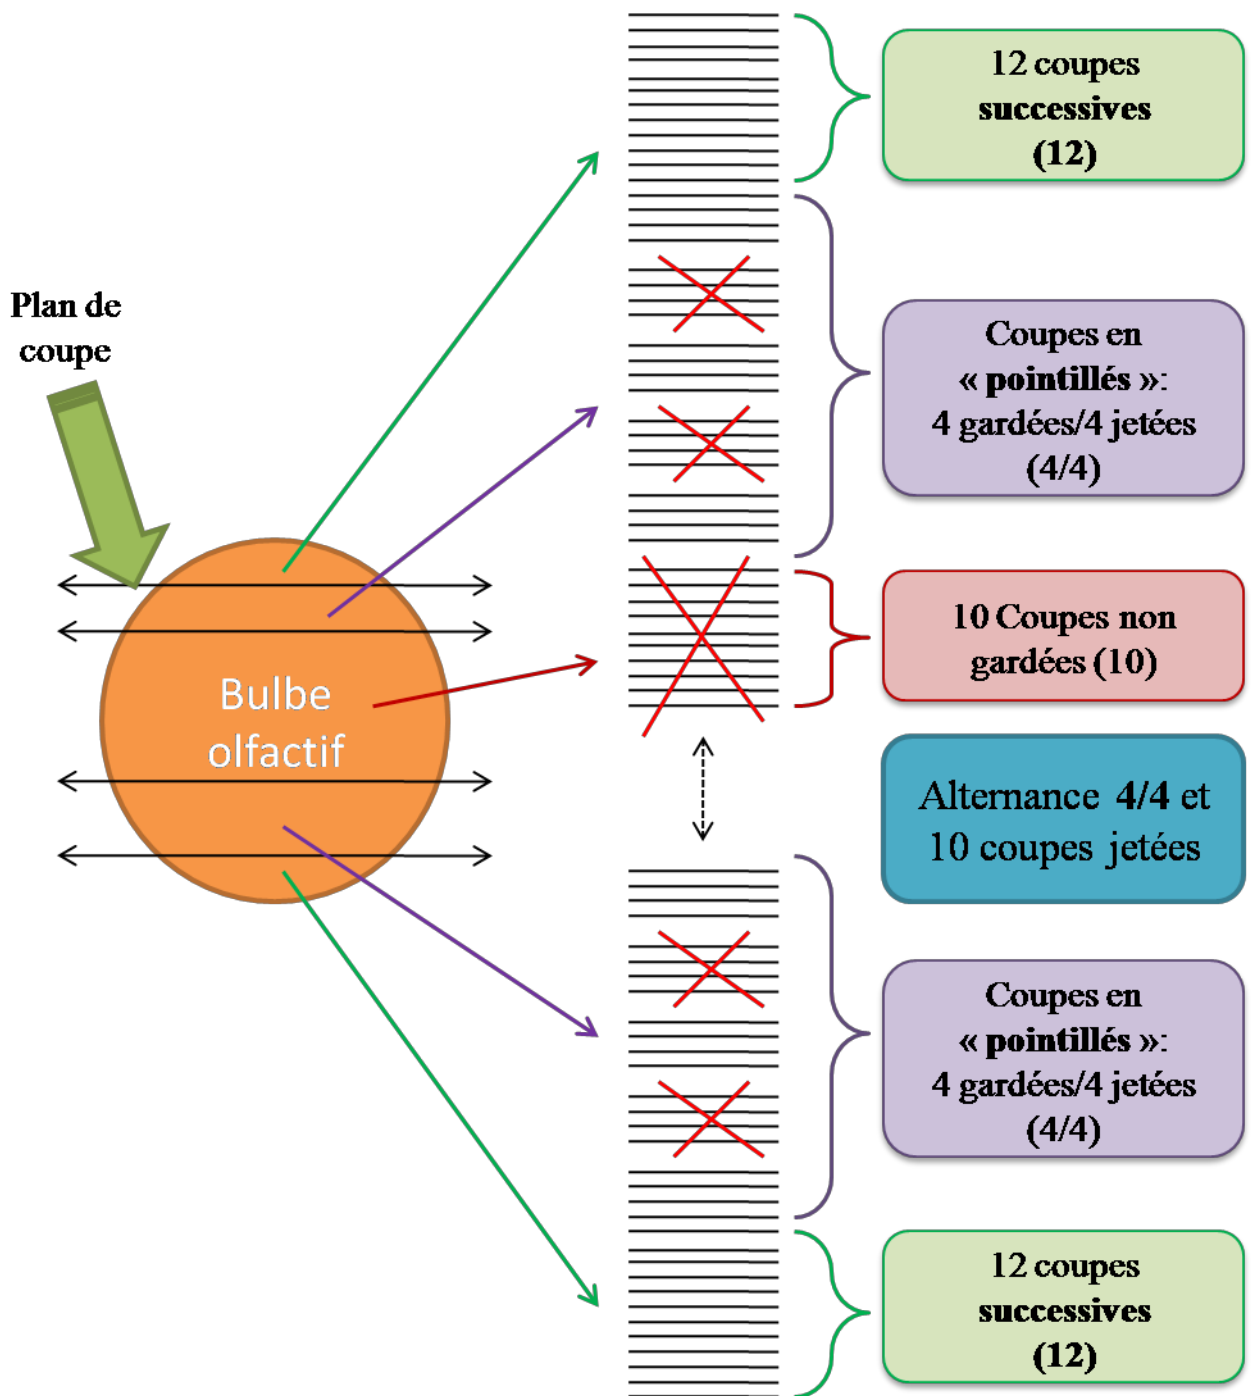 12 coupes
successives
(12)
Plan de
coupe
Coupes en
« pointillés »:
4 gardées/4 jetées
(4/4)
Bulbe
olfactif
10 Coupes non
gardées (10)
Alternance 4/4 et
10 coupes jetées
Coupes en
« pointillés »:
4 gardées/4 jetées
(4/4)
12 coupes
successives
(12)